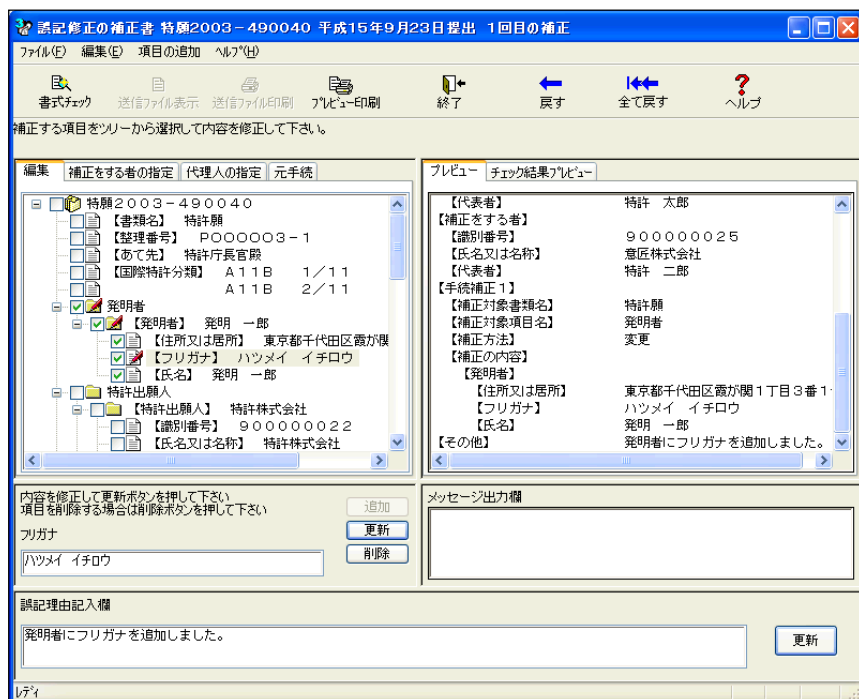 誤記修正の補正書 特願2003-490040 平成15年9月23日提出 1回目の補正
ファイル(F) 編集(E) 項目の追加 ヘルプ(H)
書式チェック 送信ファイル表示 送信ファイル印刷 プレビュー印刷 終了 戻す 全て戻す ヘルプ
補正する項目をツリーから選択して内容を修正して下さい。
編集 補正をする者の指定 代理人の指定 元手続
特願2003-490040
【書類名】 特許願
【整理番号】 PO00003-1
【あて先】 特許庁長官殿
【国際特許分類】 A11B 1/11
A11B 2/11
発明者
【発明者】 発明 一郎
【住所又は居所】 東京都千代田区霞が関
【フリガナ】 ハツメイ イチロウ
【氏名】 発明 一郎
特許出願人
【特許出願人】 特許株式会社
【識別番号】 900000022
【氏名又は名称】 特許株式会社
プレビュー チェック結果プレビュー
【代表者】 特許 太郎
【補正をする者】
【識別番号】 900000025
【氏名又は名称】 意匠株式会社
【代表者】 特許 二郎
【手続補正1】
【補正対象書類名】 特許願
【補正対象項目名】 発明者
【補正方法】 変更
【補正の内容】
【発明者】
【住所又は居所】 東京都千代田区霞が関1丁目3番1
【フリガナ】 ハツメイ イチロウ
【氏名】 発明 一郎
【その他】 発明者にフリガナを追加しました。
内容を修正して更新ボタンを押して下さい
項目を削除する場合は削除ボタンを押して下さい
追加
フリガナ
更新
ハツメイ イチロウ
削除
メッセージ出力欄
誤記理由記入欄
発明者にフリガナを追加しました。
更新
レディ